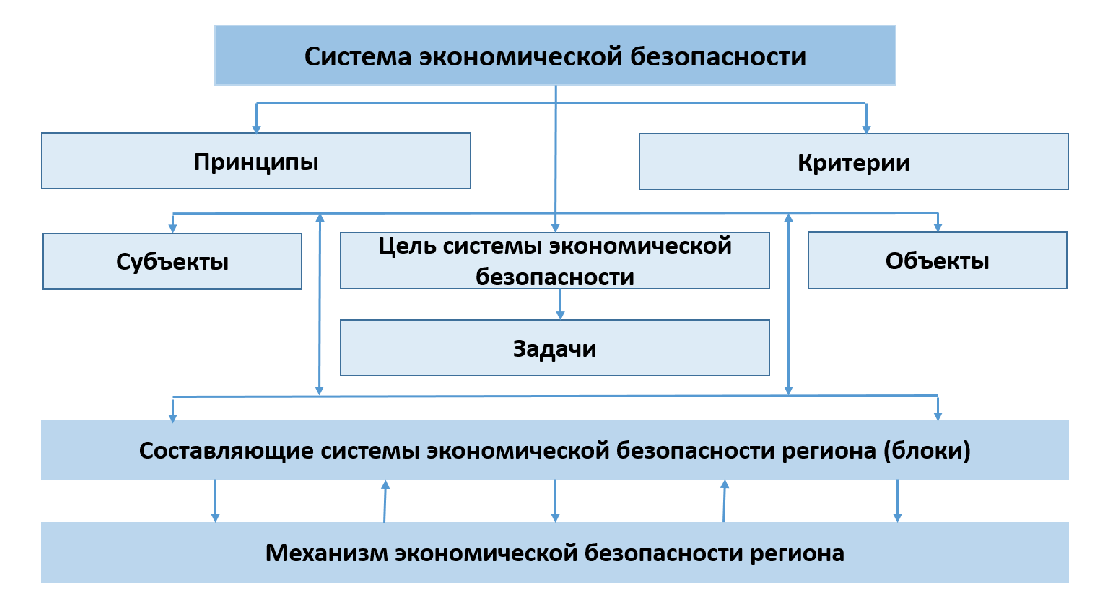 Система экономической безопасности
Принципы
Критерии
Субъекты
Цель системы экономической
безопасности
Объекты
Задачи
Составляющие системы экономической безопасности региона (блоки)
Механизм экономической безопасности региона